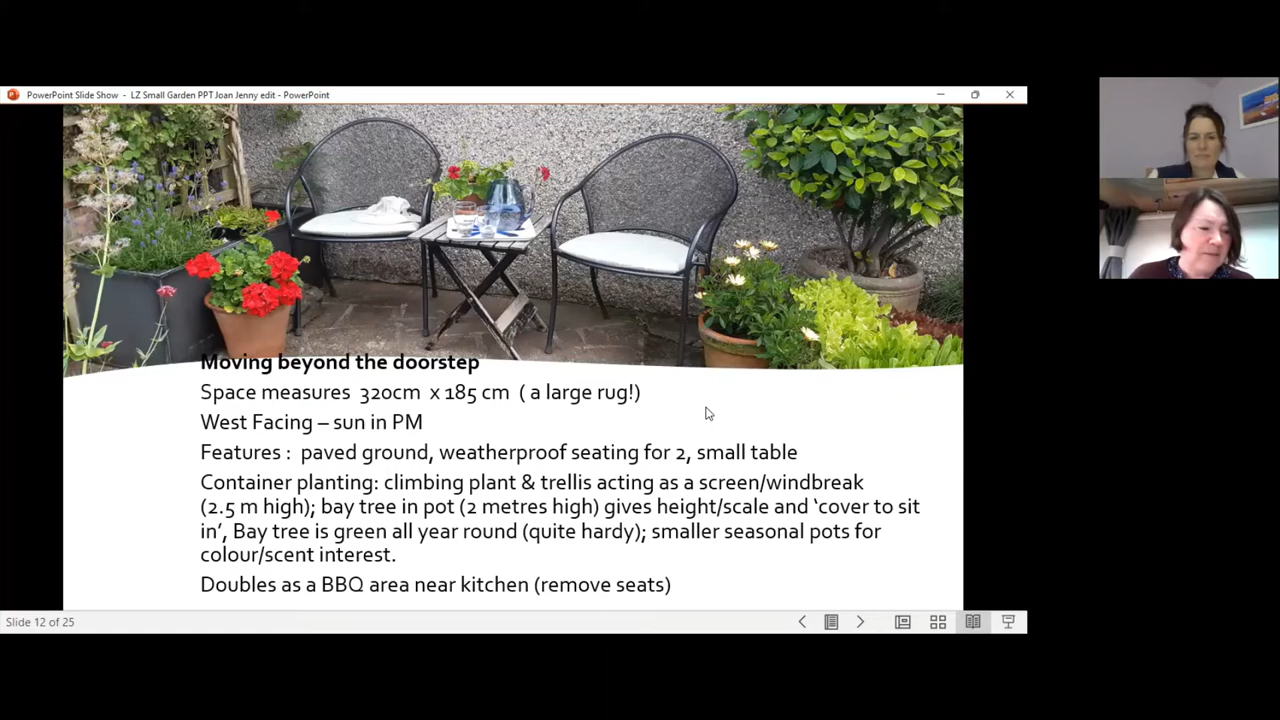 PowerPoint Slide Show - LZ Small Garden PPT Joan Jenny edit - PowerPoint
Moving beyond the doorstep
Space measures 320cm x 185 cm ( a large rug!)
West Facing – sun in PM
Features : paved ground, weatherproof seating for 2, small table
Container planting: climbing plant & trellis acting as a screen/windbreak
(2.5 m high); bay tree in pot (2 metres high) gives height/scale and ‘cover to sit
in’, Bay tree is green all year round (quite hardy); smaller seasonal pots for
colour/scent interest.
Doubles as a BBQ area near kitchen (remove seats)
Slide 12 of 25